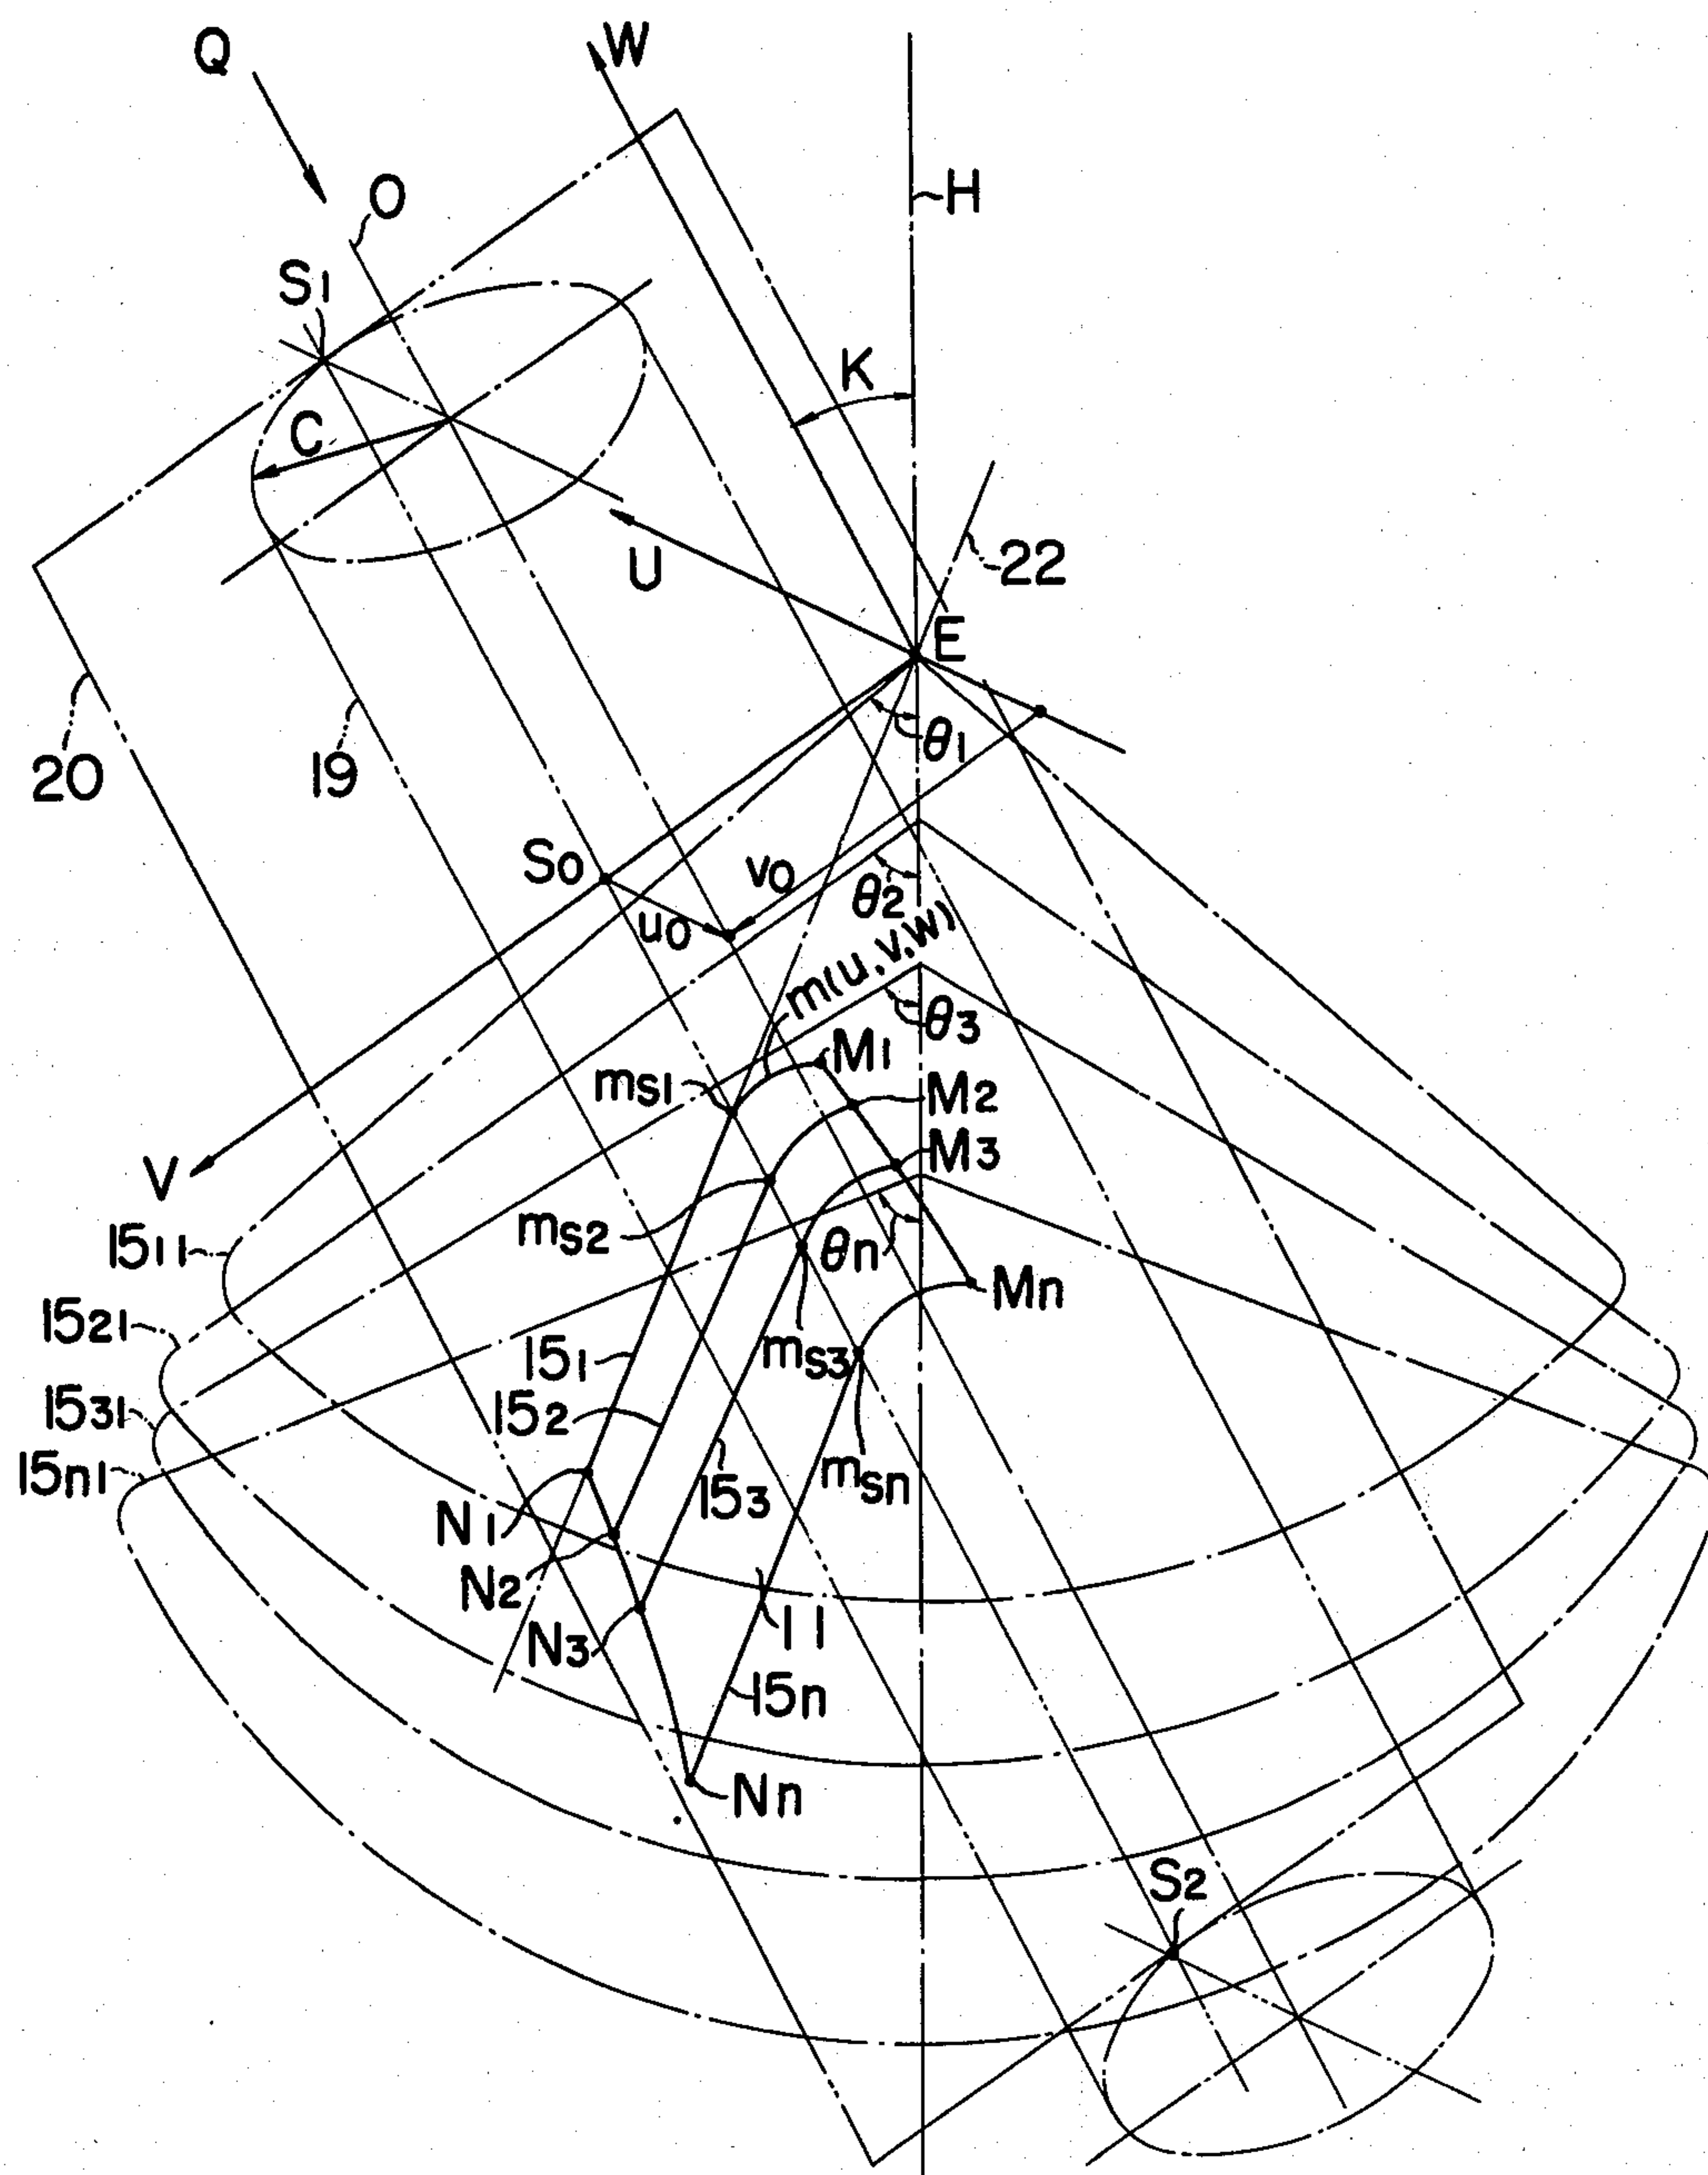 Q
W
O
H
S1
K
C
U
22
E
θ1
20
19
S0
v0
u0
θ2
m(u,v,w)
θ3
M1
mS1
M2
M3
V
mS2
θn
1511
Mn
1521
151
mS3
152
1531
15n1
msn
153
N1
N2
N3
11
15n
Nn
S2